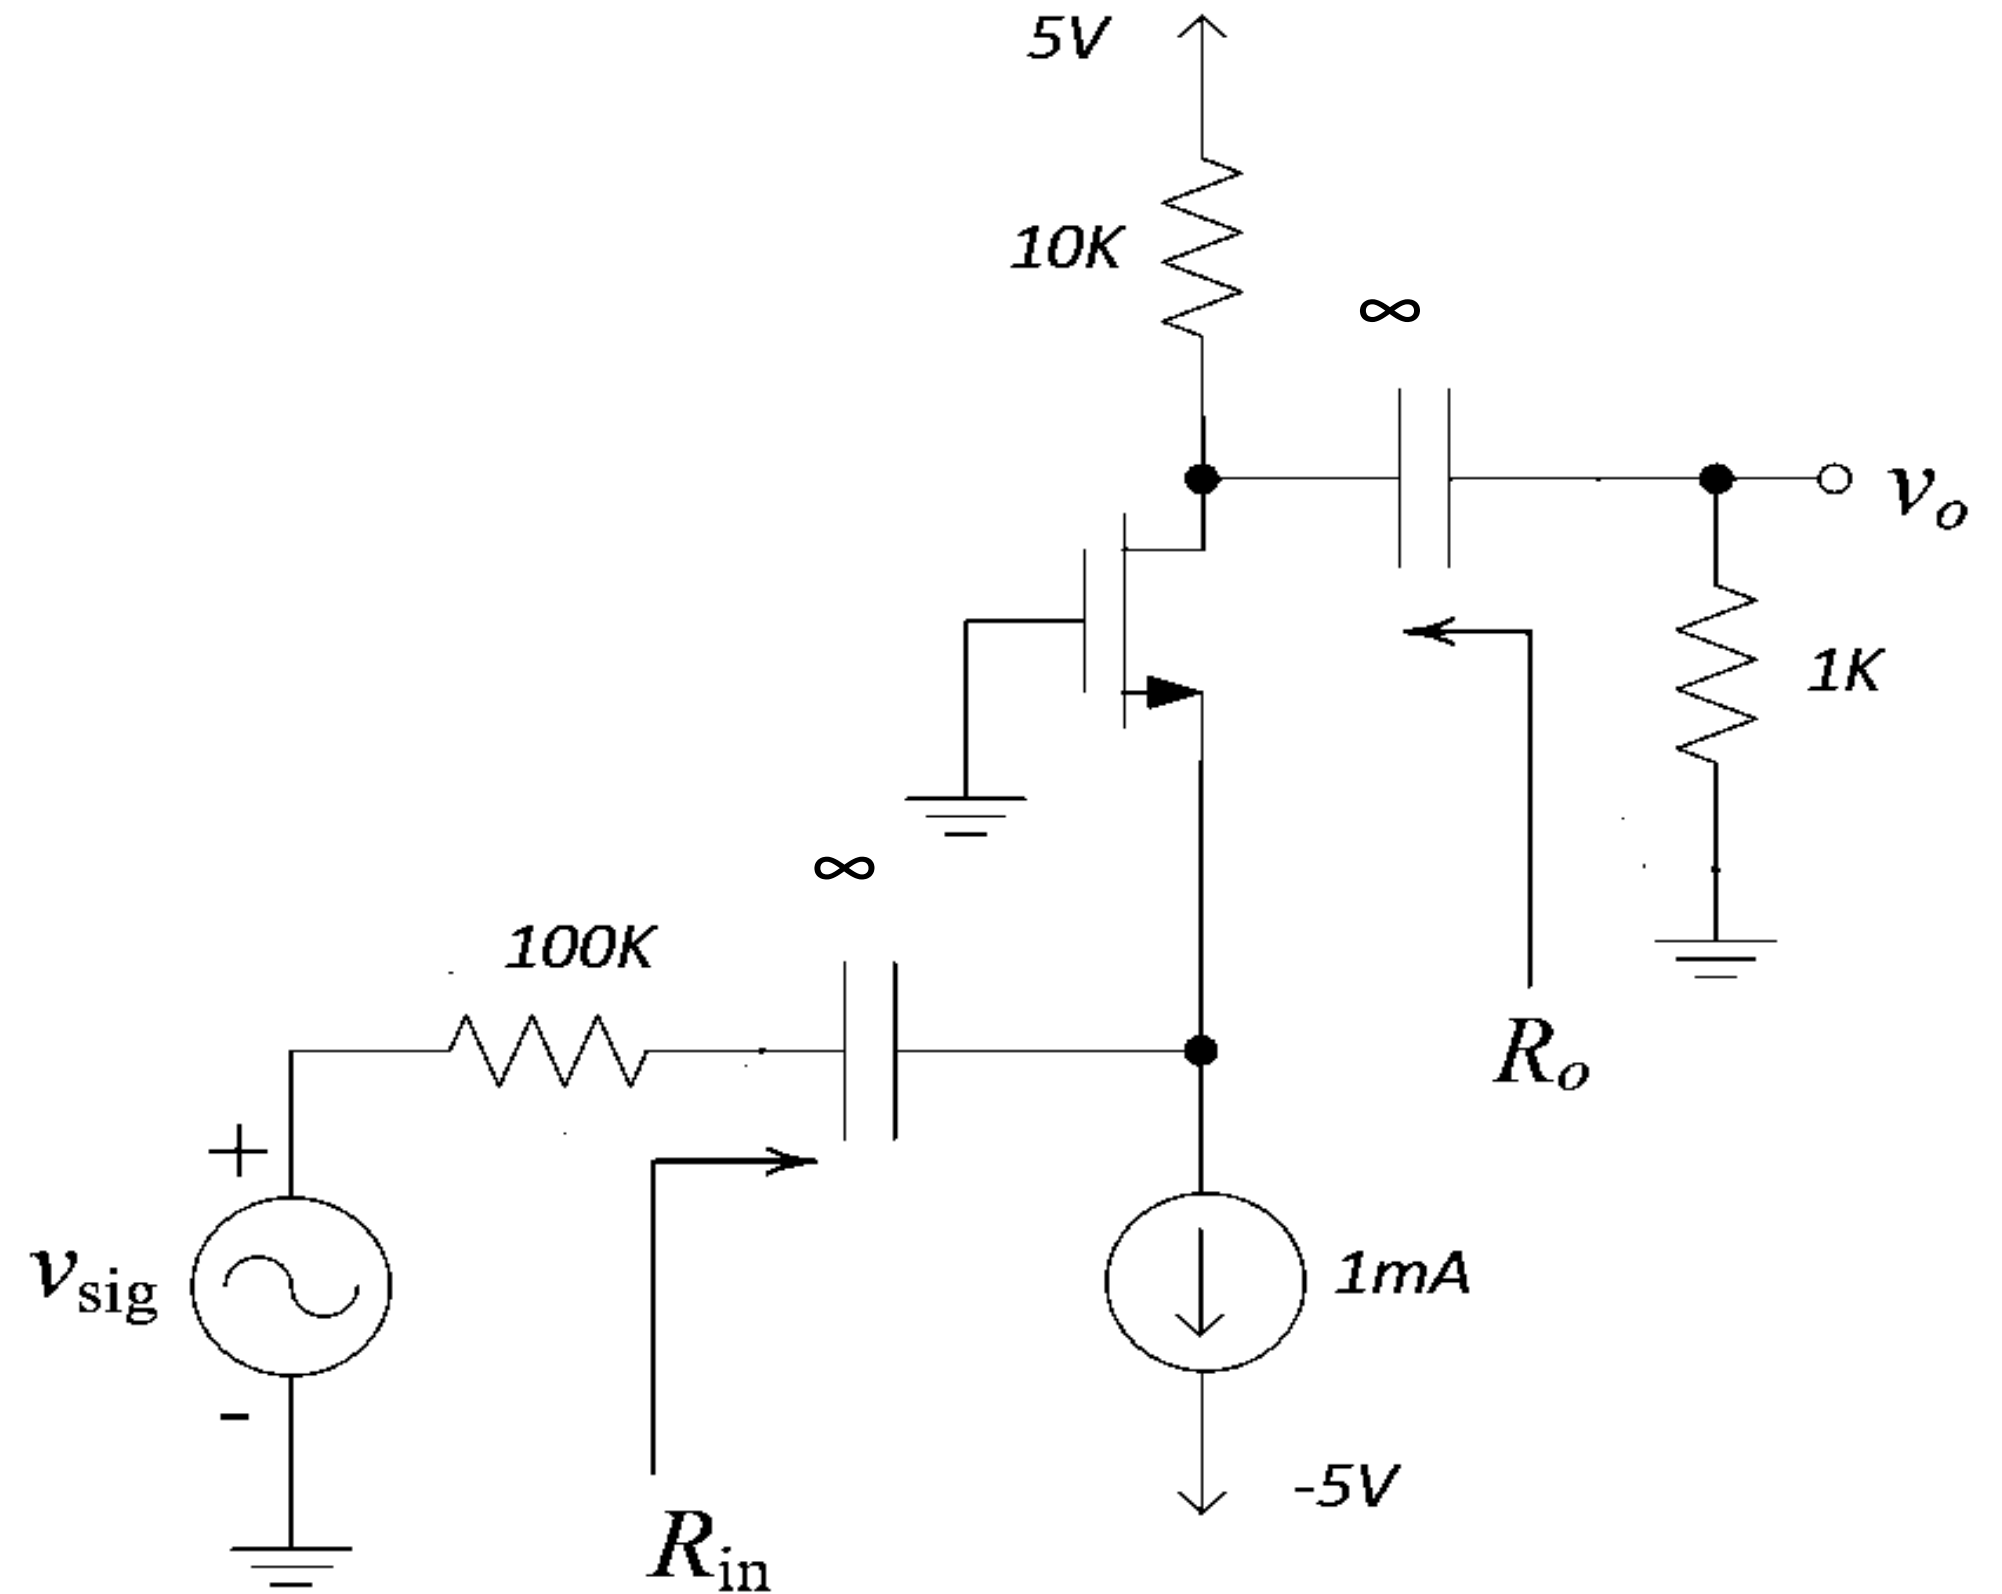 5V
10K
∞
v_o
1K
∞
100K
R_o
+
v_sig
1mA
-
-5V
R_in